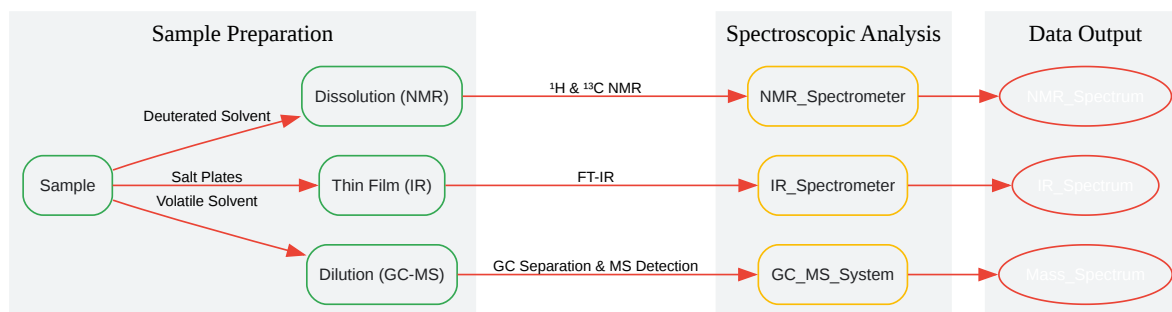 Sample Preparation
Spectroscopic Analysis
Data Output
Dissolution (NMR)
¹H & ¹³C NMR
NMR_Spectrometer
NMR_Spectrum
Deuterated Solvent
Sample
Salt Plates
Thin Film (IR)
FT-IR
IR_Spectrometer
IR_Spectrum
Volatile Solvent
Dilution (GC-MS)
GC Separation & MS Detection
GC_MS_System
Mass_Spectrum